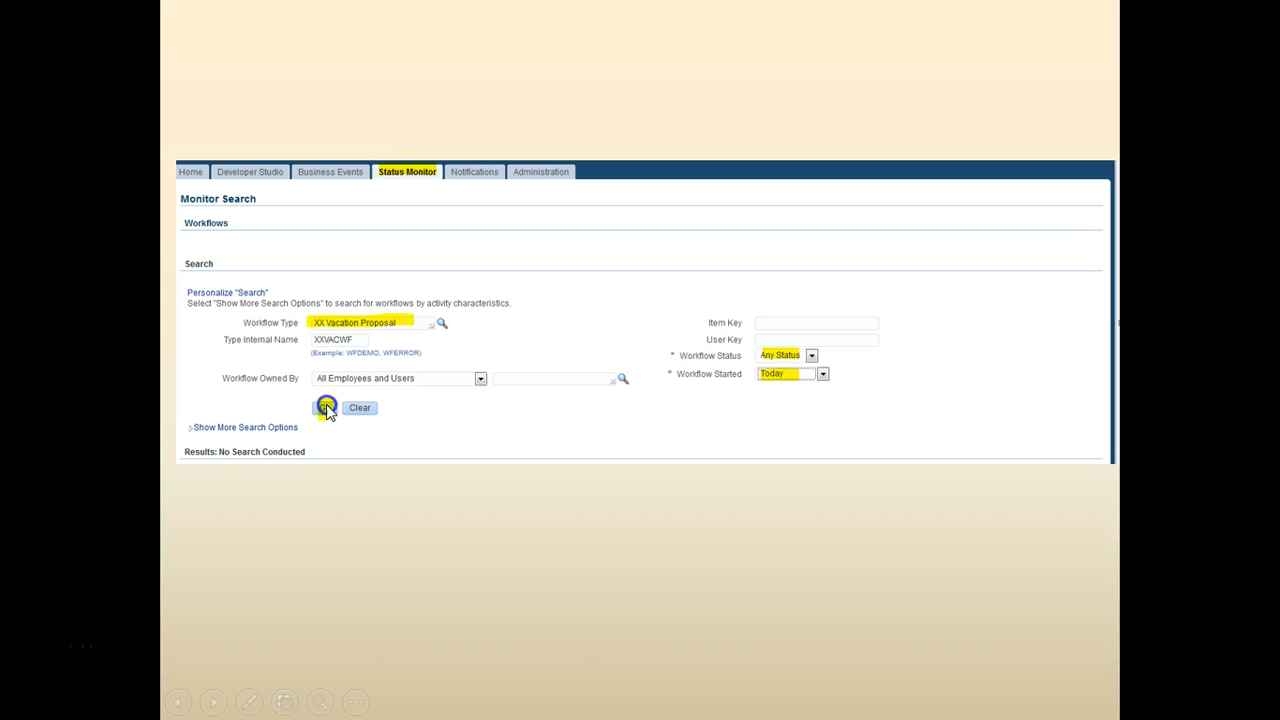 Home Developer Studio Business Events Status Monitor Notifications Administration
Monitor Search
Workflows
Search
Personalize "Search"
Select "Show More Search Options" to search for workflows by activity characteristics.
Workflow Type XX Vacation Proposal Item Key
Type Internal Name XXVACWF User Key
(Example: WFDEMO, WFERROR) * Workflow Status Any Status
Workflow Owned By All Employees and Users * Workflow Started Today
Clear
Show More Search Options
Results: No Search Conducted